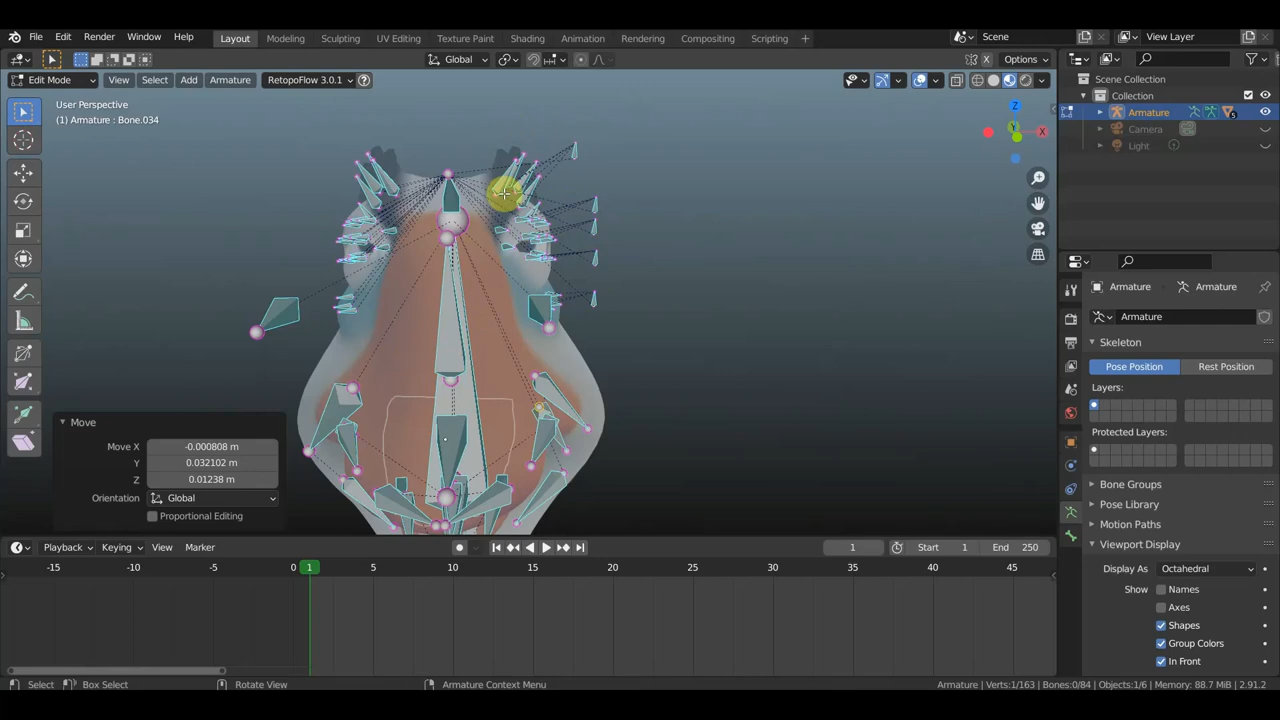 File Edit Render Window Help Layout Modeling Sculpting UV Editing Texture Paint Shading Animation Rendering Compositing Scripting + Scene View Layer
Global X Options
Edit Mode View Select Add Armature RetopoFlow 3.0.1 ?
User Perspective
(1) Armature : Bone.034
Z
Y X
Scene Collection
Collection
Armature 5
Camera
Light
Armature Armature
Armature
Skeleton
Pose Position Rest Position
Layers:
Protected Layers:
Bone Groups
Pose Library
Motion Paths
Viewport Display
Display As Octahedral
Show Names
Axes
Shapes
Group Colors
In Front
Move
Move X -0.000808 m
Y 0.032102 m
Z 0.01238 m
Orientation Global
Proportional Editing
Playback Keying View Marker 1 Start 1 End 250
-15 -10 -5 0 1 5 10 15 20 25 30 35 40 45
Select Box Select Rotate View Armature Context Menu Armature | Verts:1/163 | Bones:0/84 | Objects:1/6 | Memory: 88.7 MiB | 2.91.2